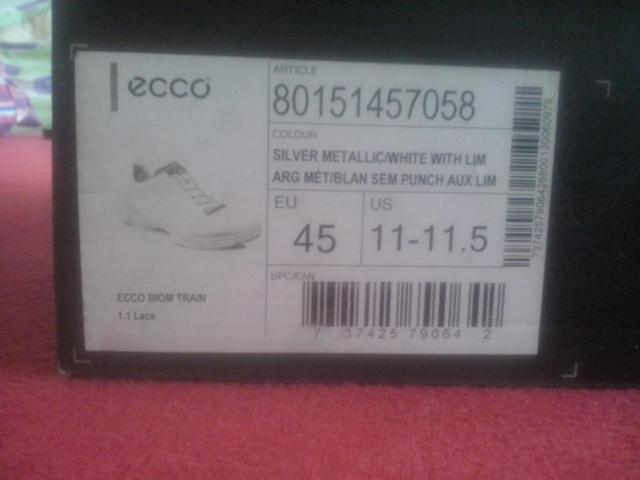 ecco
ARTICLE
80151457058
COLOUR
SILVER METALLIC/WHITE WITH LIM
ARG MÉT/BLAN SEM PUNCH AUX LIM
EU
45
US
11-11.5
ECCO BIOM TRAIN
1.1 Lace
UPC/EAN
7 37425 79064 2